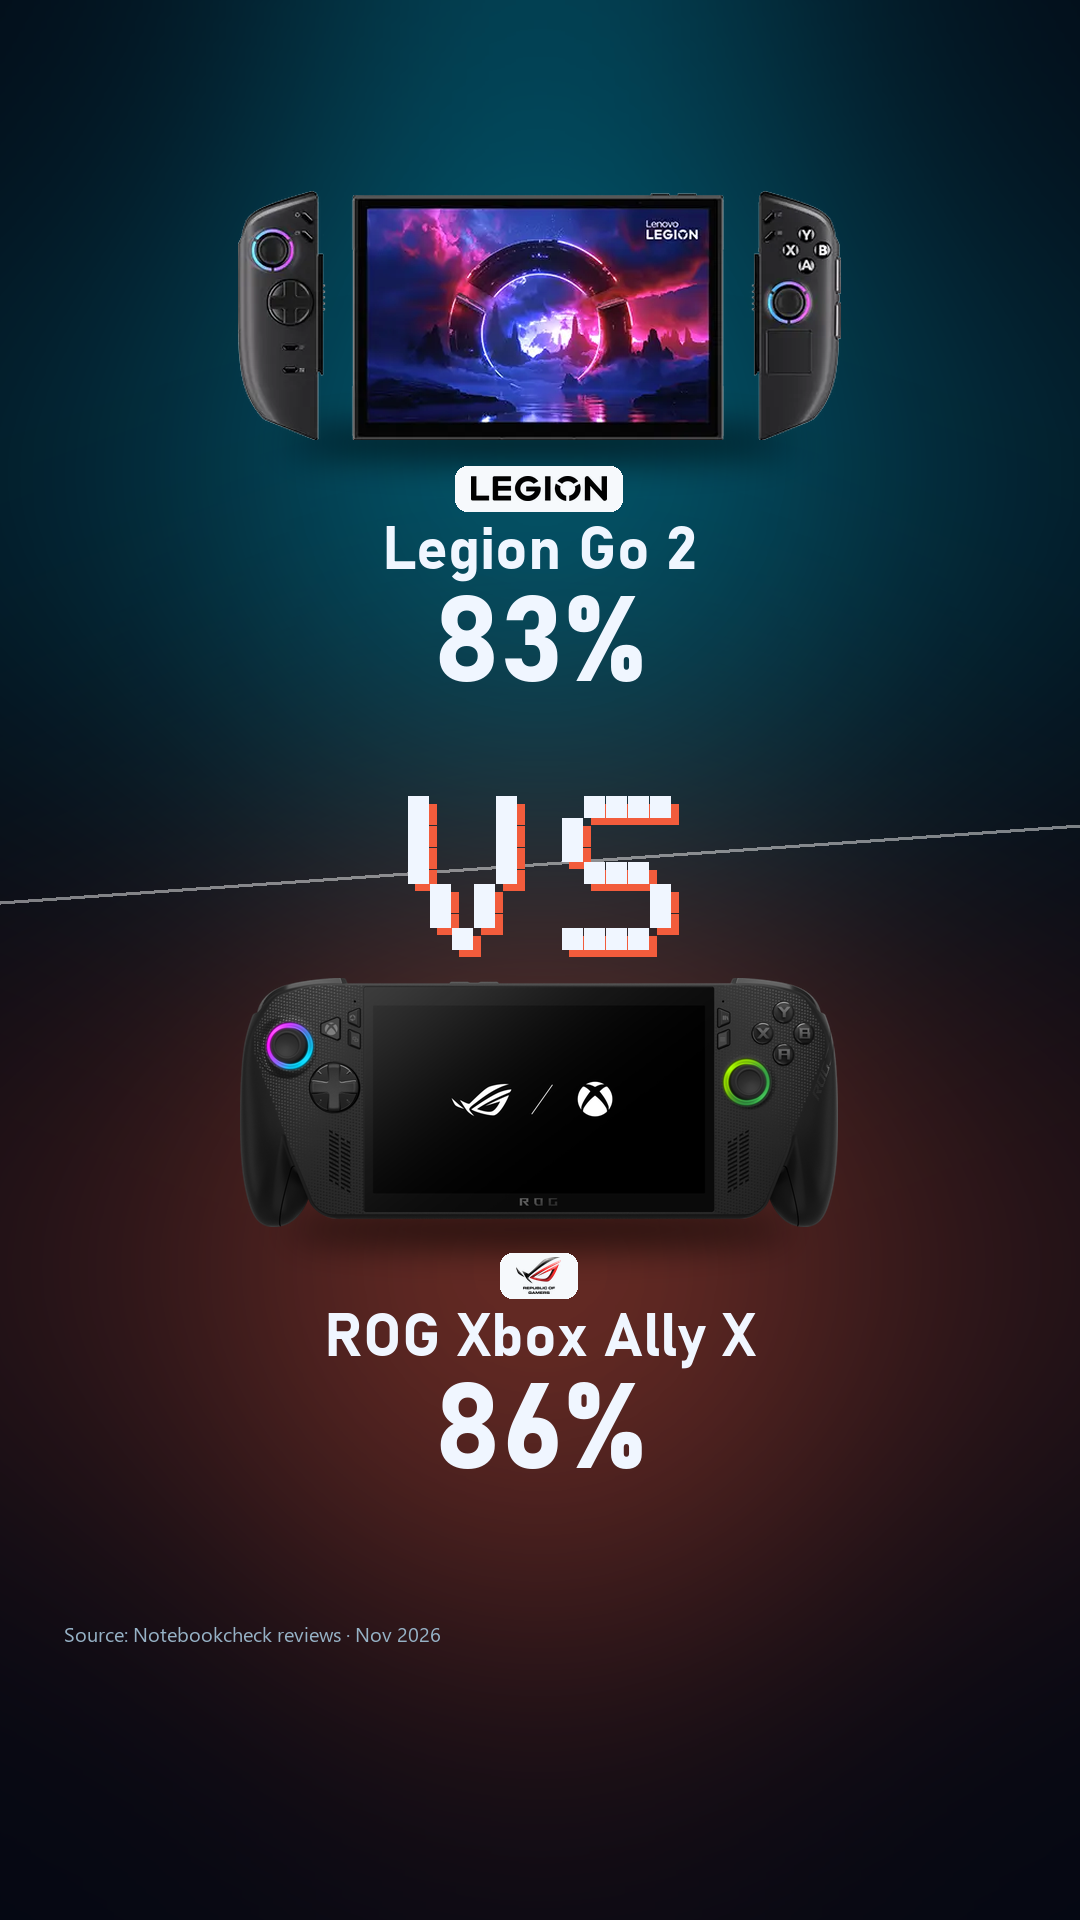 Lenovo
LEGION
Y
X B
A
LEGION
Legion Go 2
83%
VS
Y
X B
A
ROG
REPUBLIC OF
GAMERS
ROG Xbox Ally X
86%
Source: Notebookcheck reviews · Nov 2026